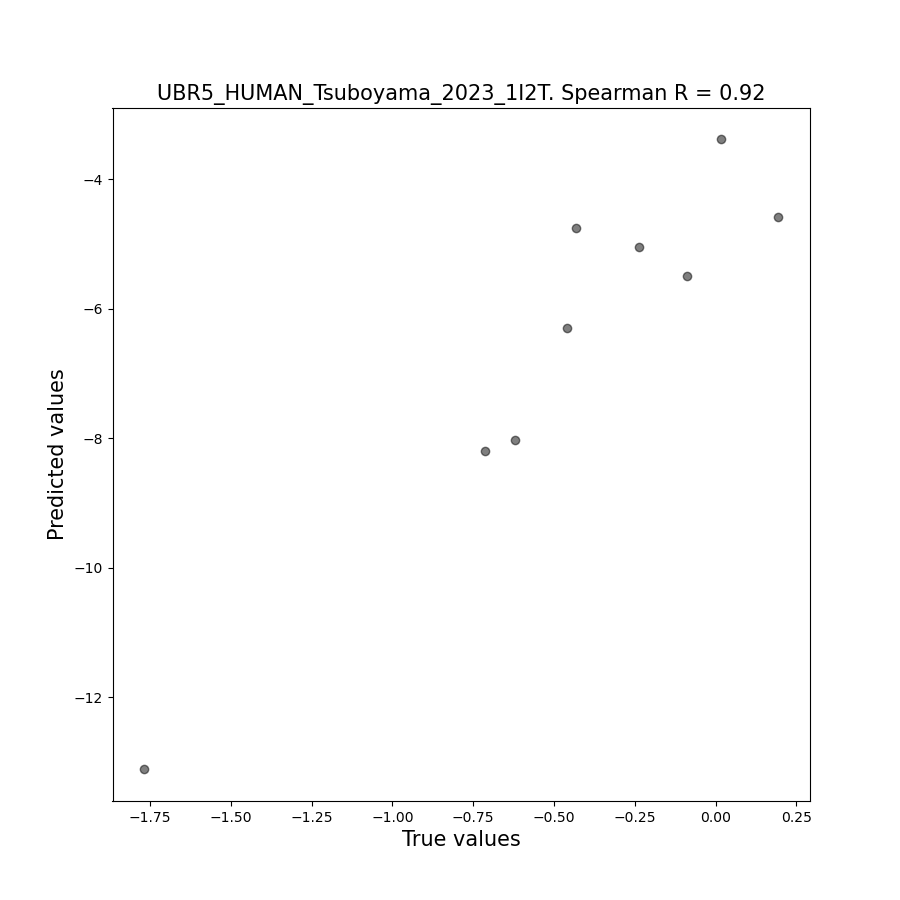 UBR5_HUMAN_Tsuboyama_2023_1I2T. Spearman R = 0.92
−4
−6
−8
−10
−12
Predicted values
−1.75 −1.50 −1.25 −1.00 −0.75 −0.50 −0.25 0.00 0.25
True values